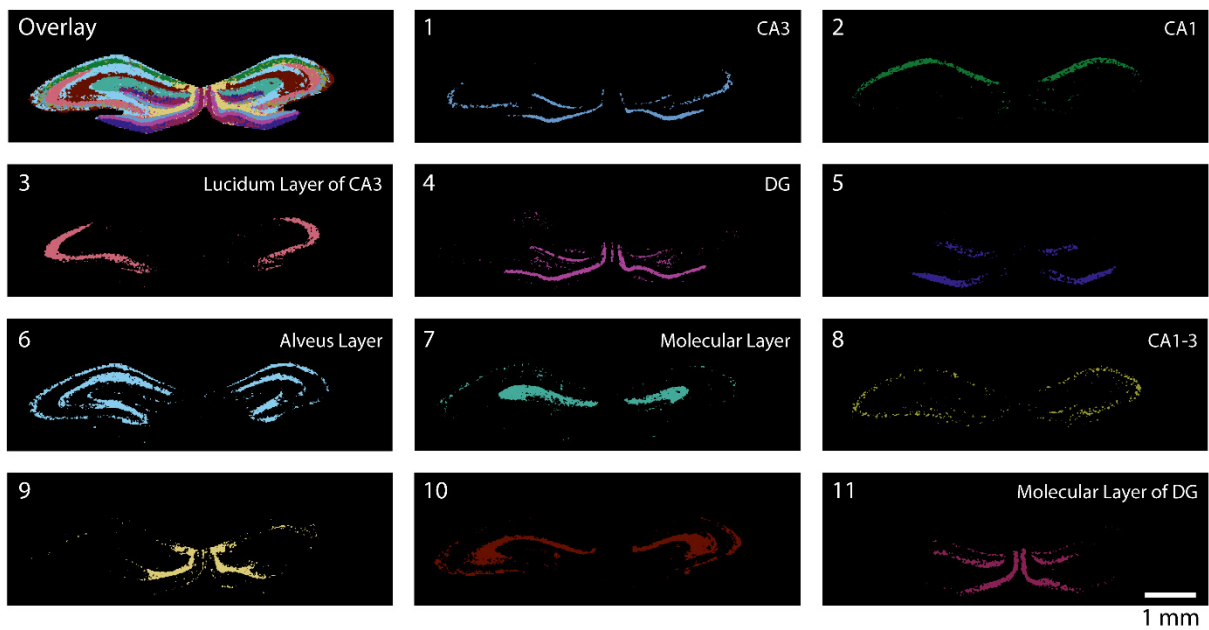 Overlay
1 CA3
2 CA1
3 Lucidum Layer of CA3
4 DG
5
6 Alveus Layer
7 Molecular Layer
8 CA1-3
9
10
11 Molecular Layer of DG
1 mm